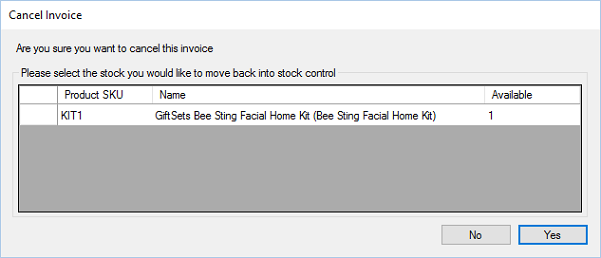 Cancel Invoice
Are you sure you want to cancel this invoice
Please select the stock you would like to move back into stock control
Product SKU Name Available
KIT1 GiftSets Bee Sting Facial Home Kit (Bee Sting Facial Home Kit) 1
No Yes